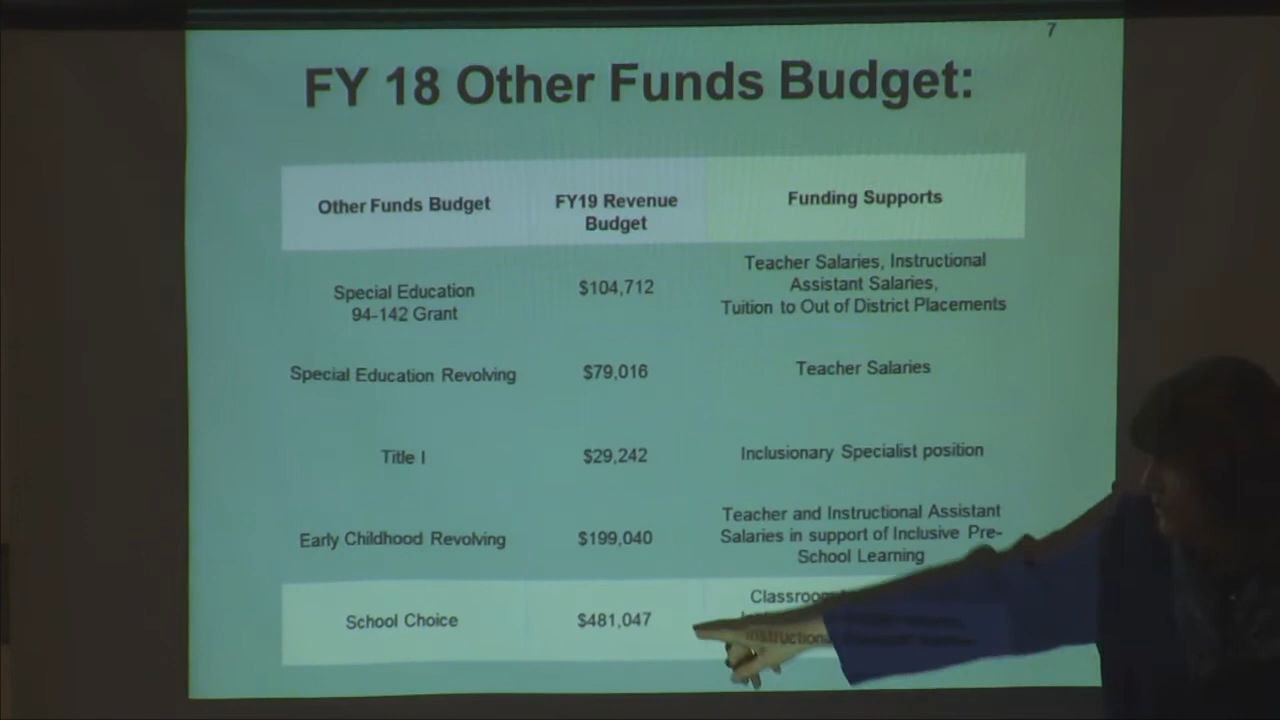 7
FY 18 Other Funds Budget:
Other Funds Budget
FY19 Revenue
Budget
Funding Supports
Special Education
94-142 Grant
$104,712
Teacher Salaries, Instructional
Assistant Salaries,
Tuition to Out of District Placements
Special Education Revolving
$79,016
Teacher Salaries
Title I
$29,242
Inclusionary Specialist position
Early Childhood Revolving
$199,040
Teacher and Instructional Assistant
Salaries in support of Inclusive Pre-
School Learning
School Choice
$481,047